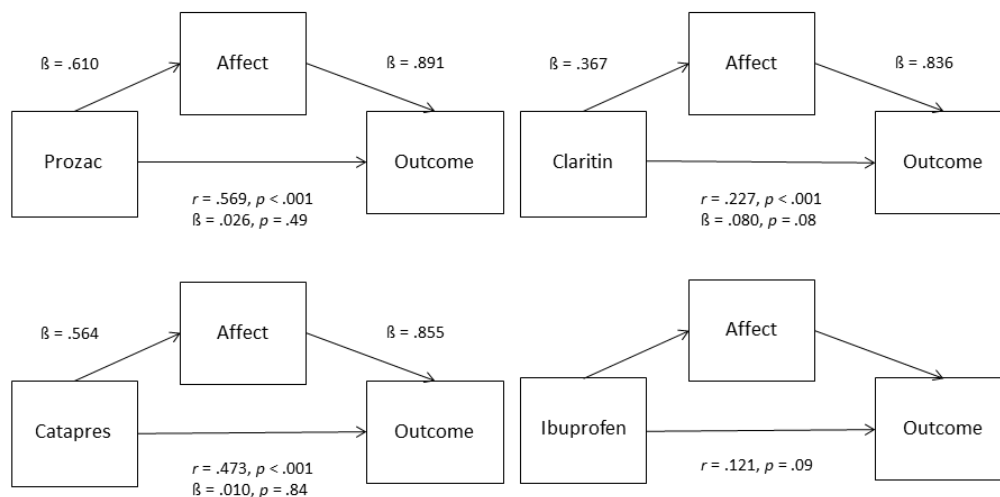 ß = .610
Affect
ß = .891
Prozac
Outcome
r = .569, p < .001
ß = .026, p = .49
ß = .367
Affect
ß = .836
Claritin
Outcome
r = .227, p < .001
ß = .080, p = .08
ß = .564
Affect
ß = .855
Catapres
Outcome
r = .473, p < .001
ß = .010, p = .84
Affect
Ibuprofen
Outcome
r = .121, p = .09